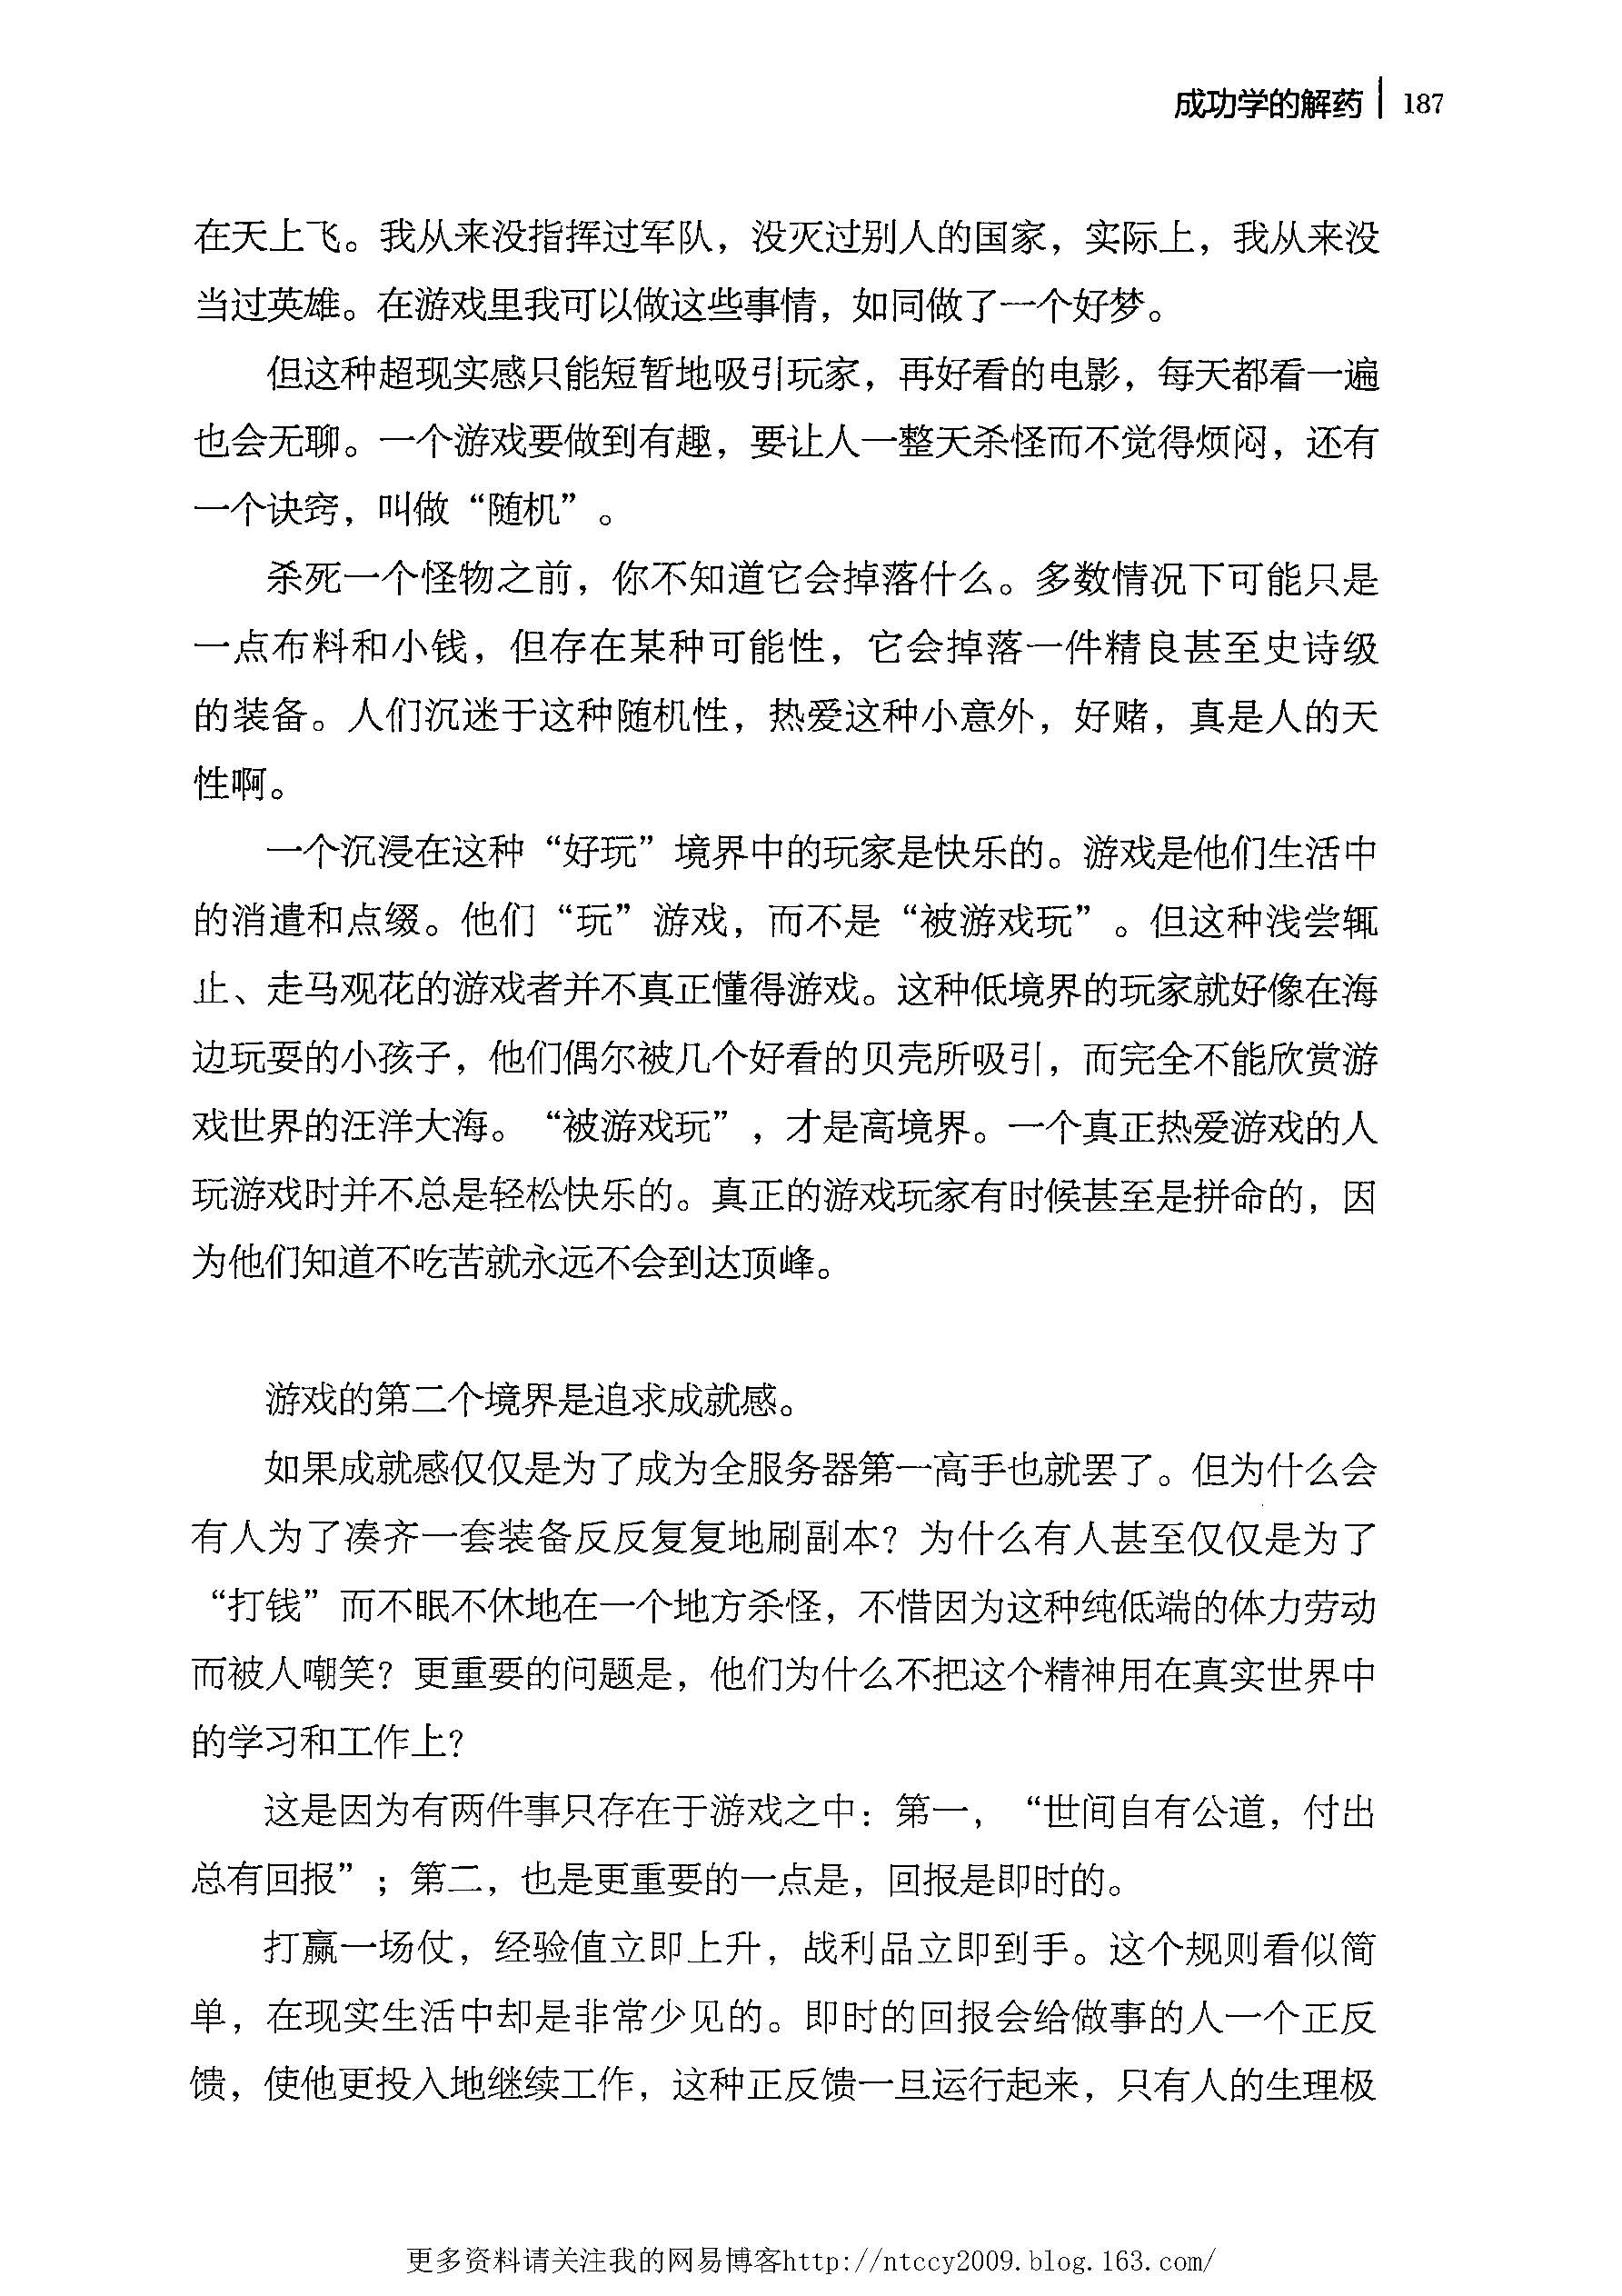 成功学的解药 187
在天上飞。我从来没指挥过军队，没灭过别人的国家，实际上，我从来没
当过英雄。在游戏里我可以做这些事情，如同做了一个好梦。
但这种超现实感只能短暂地吸引玩家，再好看的电影，每天都看一遍
也会无聊。一个游戏要做到有趣，要让人一整天杀怪而不觉得烦闷，还有
一个诀窍，叫做“随机”。
杀死一个怪物之前，你不知道它会掉落什么。多数情况下可能只是
一点布料和小钱，但存在某种可能性，它会掉落一件精良甚至史诗级
的装备。人们沉迷于这种随机性，热爱这种小意外，好赌，真是人的天
性啊。
一个沉浸在这种“好玩”境界中的玩家是快乐的。游戏是他们生活中
的消遣和点缀。他们“玩”游戏，而不是“被游戏玩”。但这种浅尝辄
止、走马观花的游戏者并不真正懂得游戏。这种低境界的玩家就好像在海
边玩耍的小孩子，他们偶尔被几个好看的贝壳所吸引，而完全不能欣赏游
戏世界的汪洋大海。“被游戏玩”，才是高境界。一个真正热爱游戏的人
玩游戏时并不总是轻松快乐的。真正的游戏玩家有时候甚至是拼命的，因
为他们知道不吃苦就永远不会到达顶峰。
游戏的第二个境界是追求成就感。
如果成就感仅仅是为了成为全服务器第一高手也就罢了。但为什么会
有人为了凑齐一套装备反反复复地刷副本？为什么有人甚至仅仅是为了
“打钱”而不眠不休地在一个地方杀怪，不惜因为这种纯低端的体力劳动
而被人嘲笑？更重要的问题是，他们为什么不把这个精神用在真实世界中
的学习和工作上？
这是因为有两件事只存在于游戏之中：第一，“世间自有公道，付出
总有回报”；第二，也是更重要的一点是，回报是即时的。
打赢一场仗，经验值立即上升，战利品立即到手。这个规则看似简
单，在现实生活中却是非常少见的。即时的回报会给做事的人一个正反
馈，使他更投入地继续工作，这种正反馈一旦运行起来，只有人的生理极
更多资料请关注我的网易博客http://ntccy2009.blog.163.com/